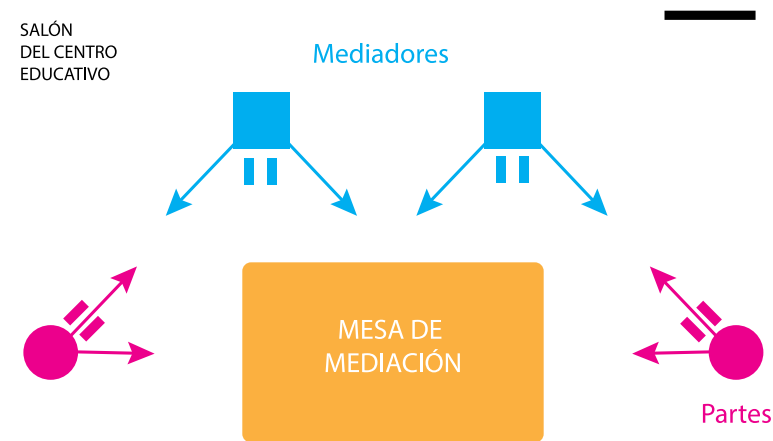 SALÓN
DEL CENTRO
EDUCATIVO
Mediadores
MESA DE
MEDIACIÓN
Partes